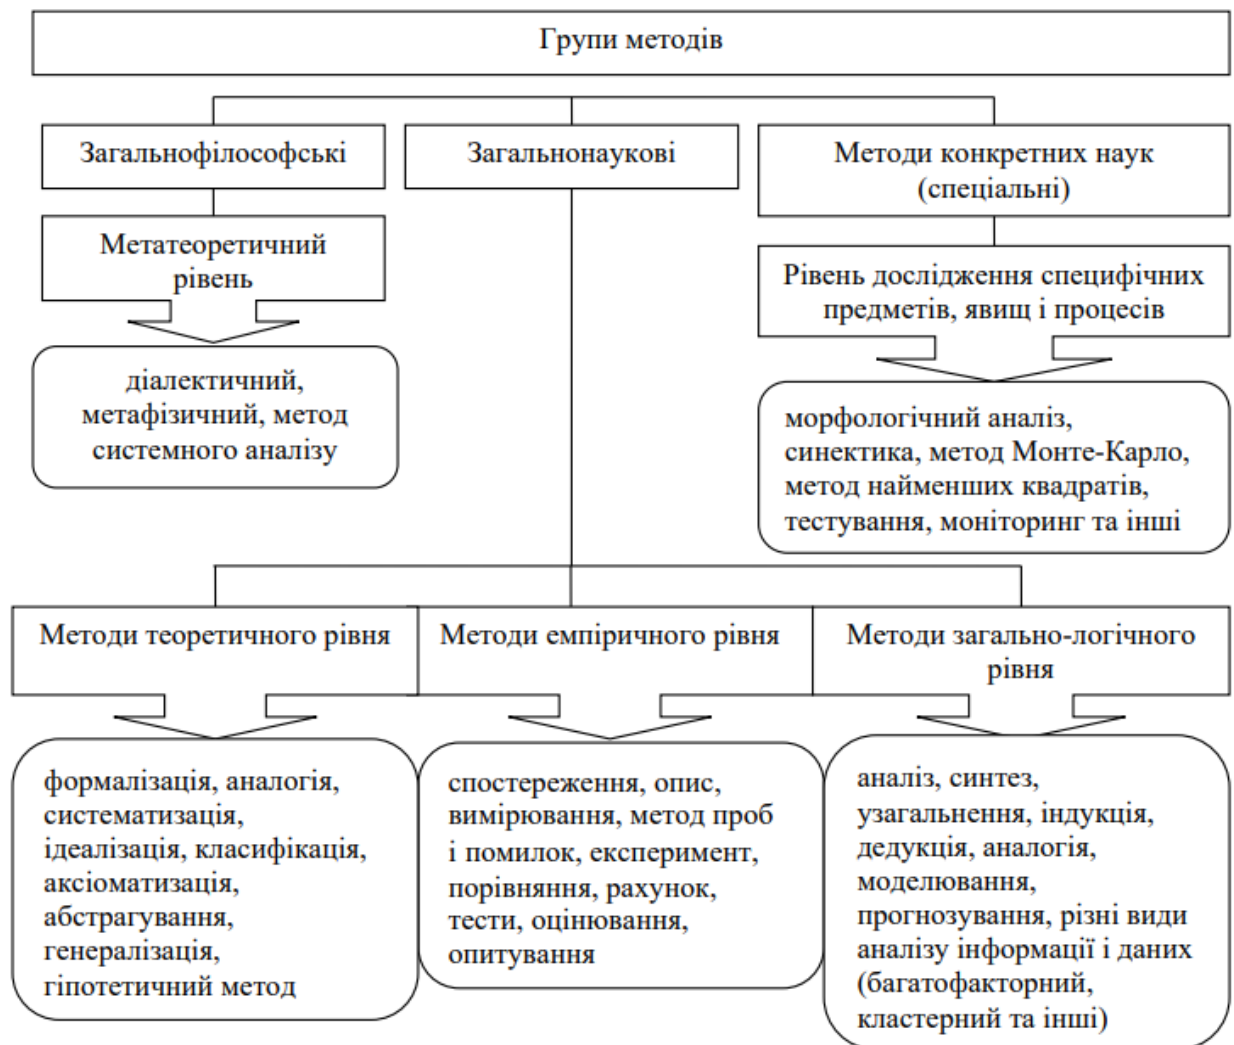 Групи методів
Загальнофілософські
Загальнонаукові
Методи конкретних наук
(спеціальні)
Метатеоретичний
рівень
Рівень дослідження специфічних
предметів, явищ і процесів
діалектичний,
метафізичний, метод
системного аналізу
морфологічний аналіз,
синектика, метод Монте-Карло,
метод найменших квадратів,
тестування, моніторинг та інші
Методи теоретичного рівня
Методи емпіричного рівня
Методи загально-логічного
рівня
формалізація, аналогія,
систематизація,
ідеалізація, класифікація,
аксіоматизація,
абстрагування,
генералізація,
гіпотетичний метод
спостереження, опис,
вимірювання, метод проб
і помилок, експеримент,
порівняння, рахунок,
тести, оцінювання,
опитування
аналіз, синтез,
узагальнення, індукція,
дедукція, аналогія,
моделювання,
прогнозування, різні види
аналізу інформації і даних
(багатофакторний,
кластерний та інші)